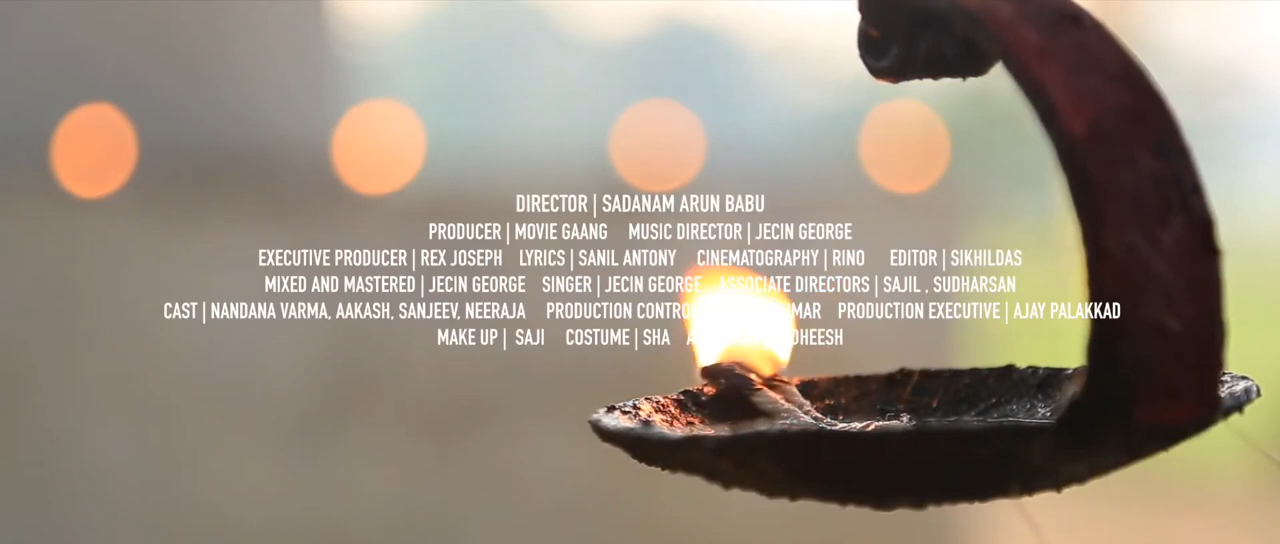 DIRECTOR | SADANAM ARUN BABU
PRODUCER | MOVIE GAANG MUSIC DIRECTOR | JECIN GEORGE
EXECUTIVE PRODUCER | REX JOSEPH LYRICS | SANIL ANTONY CINEMATOGRAPHY | RINO EDITOR | SIKHILDAS
MIXED AND MASTERED | JECIN GEORGE SINGER | JECIN GEORGE ASSOCIATE DIRECTORS | SAJIL , SUDHARSAN
CAST | NANDANA VARMA, AAKASH, SANJEEV, NEERAJA PRODUCTION PRODUCTION EXECUTIVE | AJAY PALAKKAD
MAKE UP | SAJI COSTUME | SHA